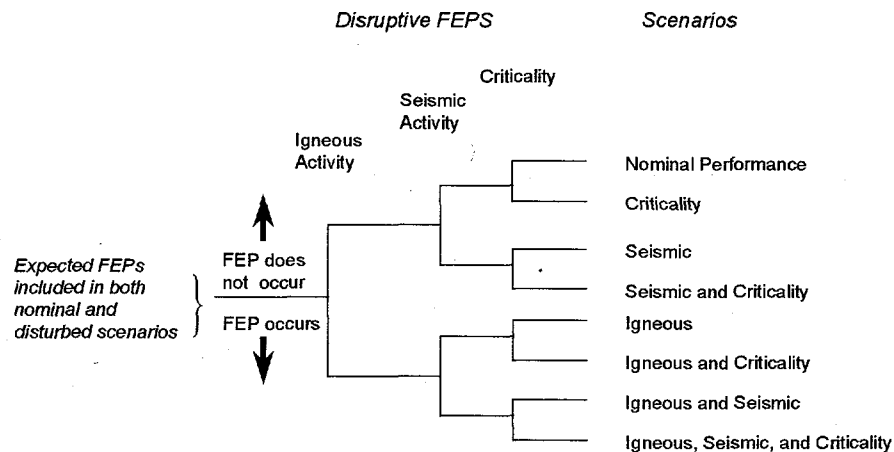 Disruptive FEPS
Scenarios
Criticality
Seismic
Activity
Igneous
Activity
Nominal Performance
Criticality
Seismic
Seismic and Criticality
Igneous
Igneous and Criticality
Igneous and Seismic
Igneous, Seismic, and Criticality
FEP does
not occur
FEP occurs
Expected FEPs
included in both
nominal and
disturbed scenarios